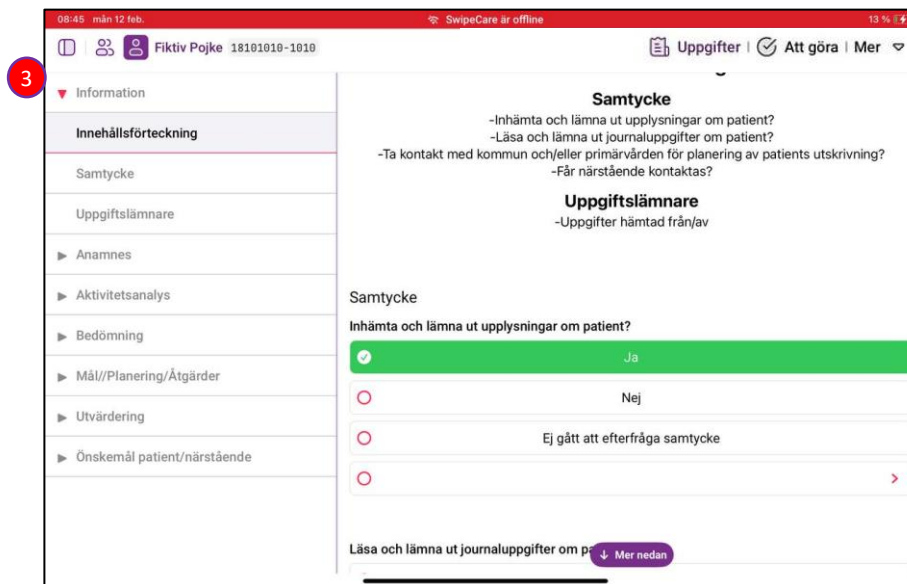 08:45 mån 12 feb. SwipeCare är offline 13 %
Fiktiv Pojke 18101010-1010 Uppgifter | Att göra | Mer
3
Information
Innehållsförteckning
Samtycke
Uppgiftslämnare
Anamnes
Aktivitetsanalys
Bedömning
Mål//Planering/Åtgärder
Utvärdering
Önskemål patient/närstående
Samtycke
-Inhämta och lämna ut upplysningar om patient?
-Läsa och lämna ut journaluppgifter om patient?
-Ta kontakt med kommun och/eller primärvården för planering av patients utskrivning?
-Får närstående kontaktas?
Uppgiftslämnare
-Uppgifter hämtad från/av
Samtycke
Inhämta och lämna ut upplysningar om patient?
Ja
Nej
Ej gått att efterfråga samtycke
Läsa och lämna ut journaluppgifter om
Mer nedan